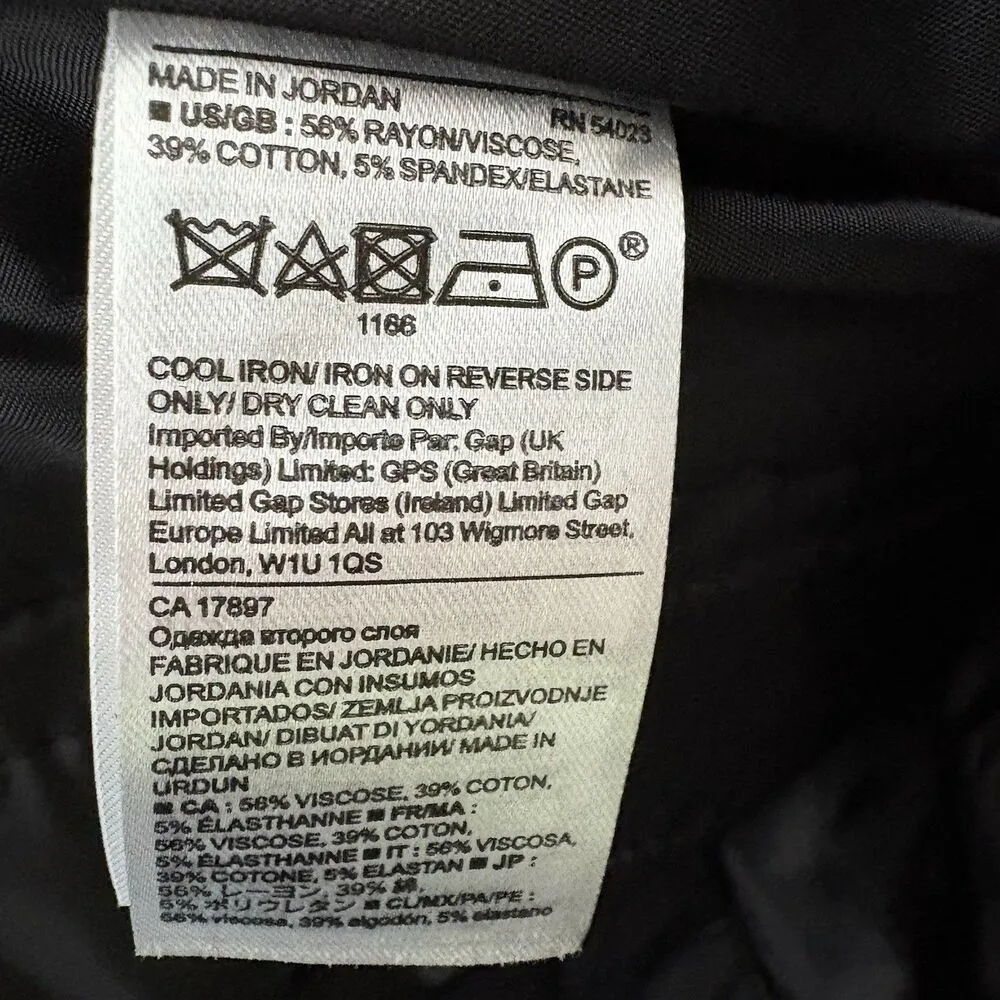 MADE IN JORDAN
RN 54023
■ US/GB : 56% RAYON/VISCOSE,
39% COTTON, 5% SPANDEX/ELASTANE
P ®
1166
COOL IRON/ IRON ON REVERSE SIDE
ONLY/ DRY CLEAN ONLY
Imported By/Importe Par: Gap (UK
Holdings) Limited: GPS (Great Britain)
Limited Gap Stores (Ireland) Limited Gap
Europe Limited All at 103 Wigmore Street,
London, W1U 1QS
CA 17897
Одежда второго слоя
FABRIQUE EN JORDANIE/ HECHO EN
JORDANIA CON INSUMOS
IMPORTADOS/ ZEMLJA PROIZVODNJE
JORDAN/ DIBUAT DI YORDANIA/
СДЕЛАНО В ИОРДАНИИ/ MADE IN
URDUN
■ CA : 56% VISCOSE, 39% COTON,
5% ÉLASTHANNE ■ FR/MA :
56% VISCOSE, 39% COTON,
5% ÉLASTHANNE ■ IT : 56% VISCOSA,
39% COTONE, 5% ELASTAN ■ JP :
56% レーヨン, 39% 綿,
5% ポリウレタン ■ CL/MX/PA/PE :
56% viscosa, 39% algodón, 5% elastano